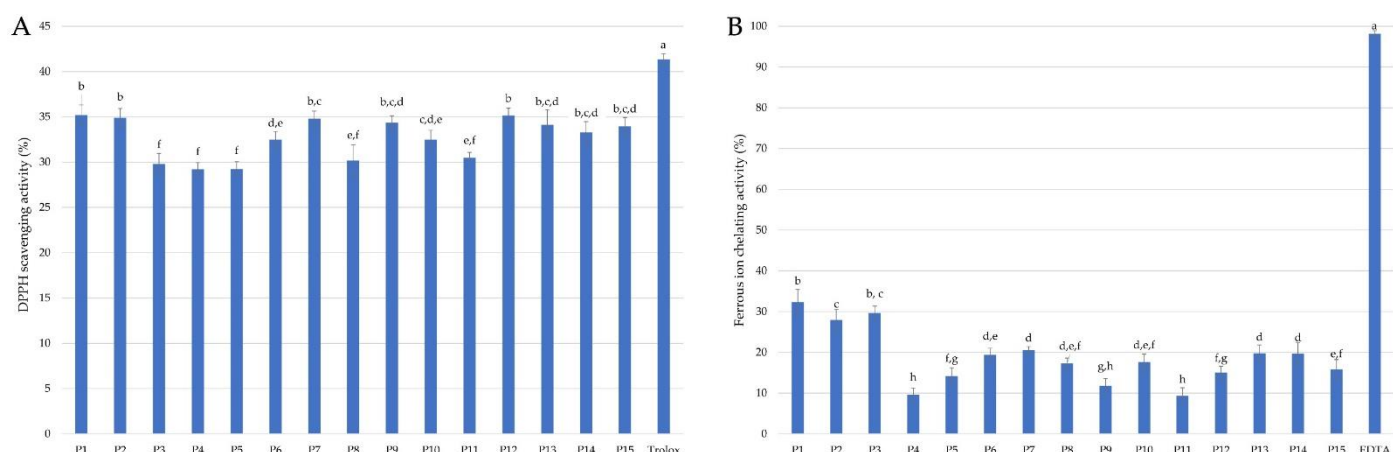 A
DPPH scavenging activity (%)
45
40
35
30
25
20
15
10
5
0
b
b
f
f
f
d,e
b,c
e,f
b,c,d
c,d,e
e,f
b
b,c,d
b,c,d
b,c,d
a
P1 P2 P3 P4 P5 P6 P7 P8 P9 P10 P11 P12 P13 P14 P15 Trolox
B
Ferrous ion chelating activity (%)
100
90
80
70
60
50
40
30
20
10
0
b
c
b, c
h
f,g
d,e
d
d,e,f
g,h
d,e,f
h
f,g
d
d
e,f
a
P1 P2 P3 P4 P5 P6 P7 P8 P9 P10 P11 P12 P13 P14 P15 EDTA